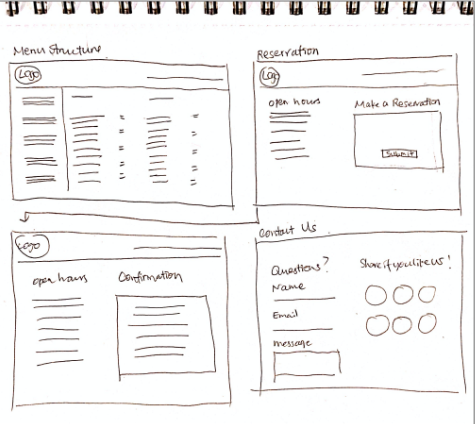 Menu Structure
Logo
Reservation
Logo
open hours
Make a Reservation
Submit
Logo
open hours
Confirmation
Contact Us
Questions?
Name
Email
message
Share if you like us!